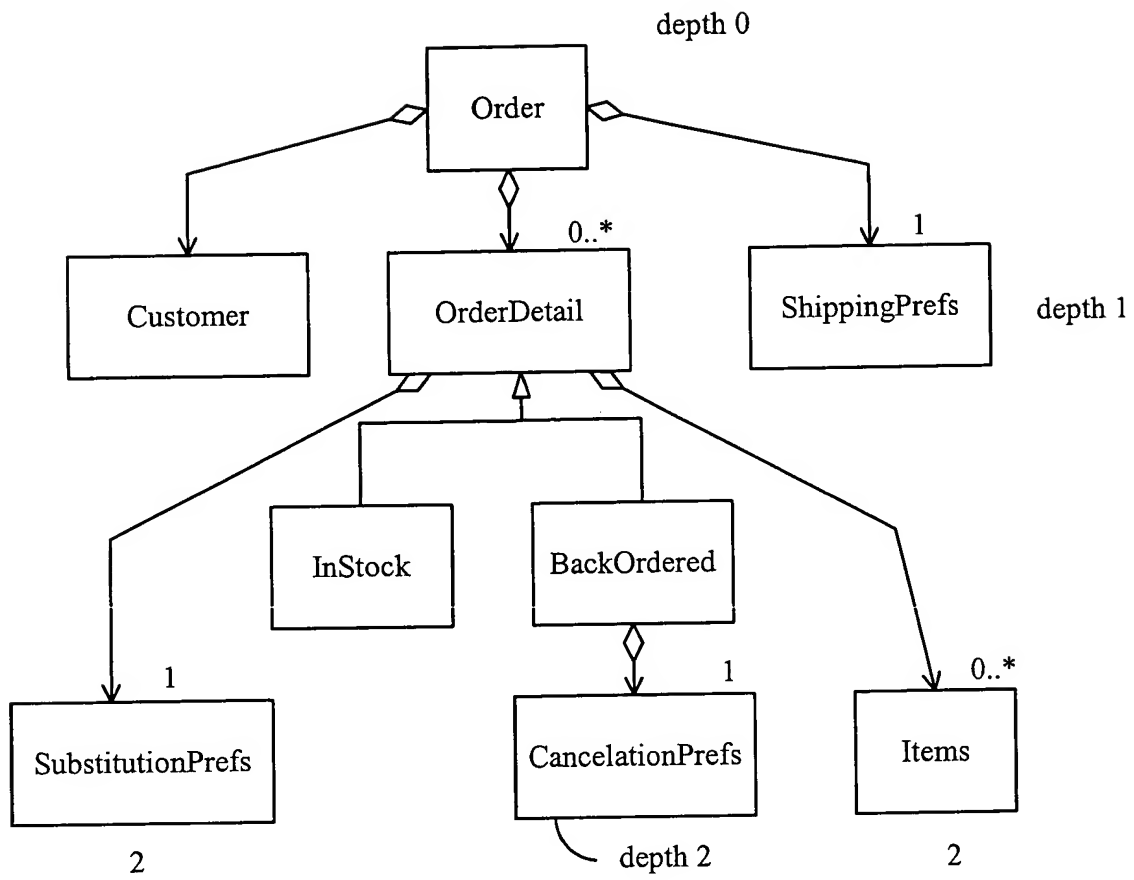 depth 0
Order
0..*
1
Customer
OrderDetail
ShippingPrefs
depth 1
InStock
BackOrdered
1
1
0..*
SubstitutionPrefs
CancelationPrefs
Items
2
depth 2
2